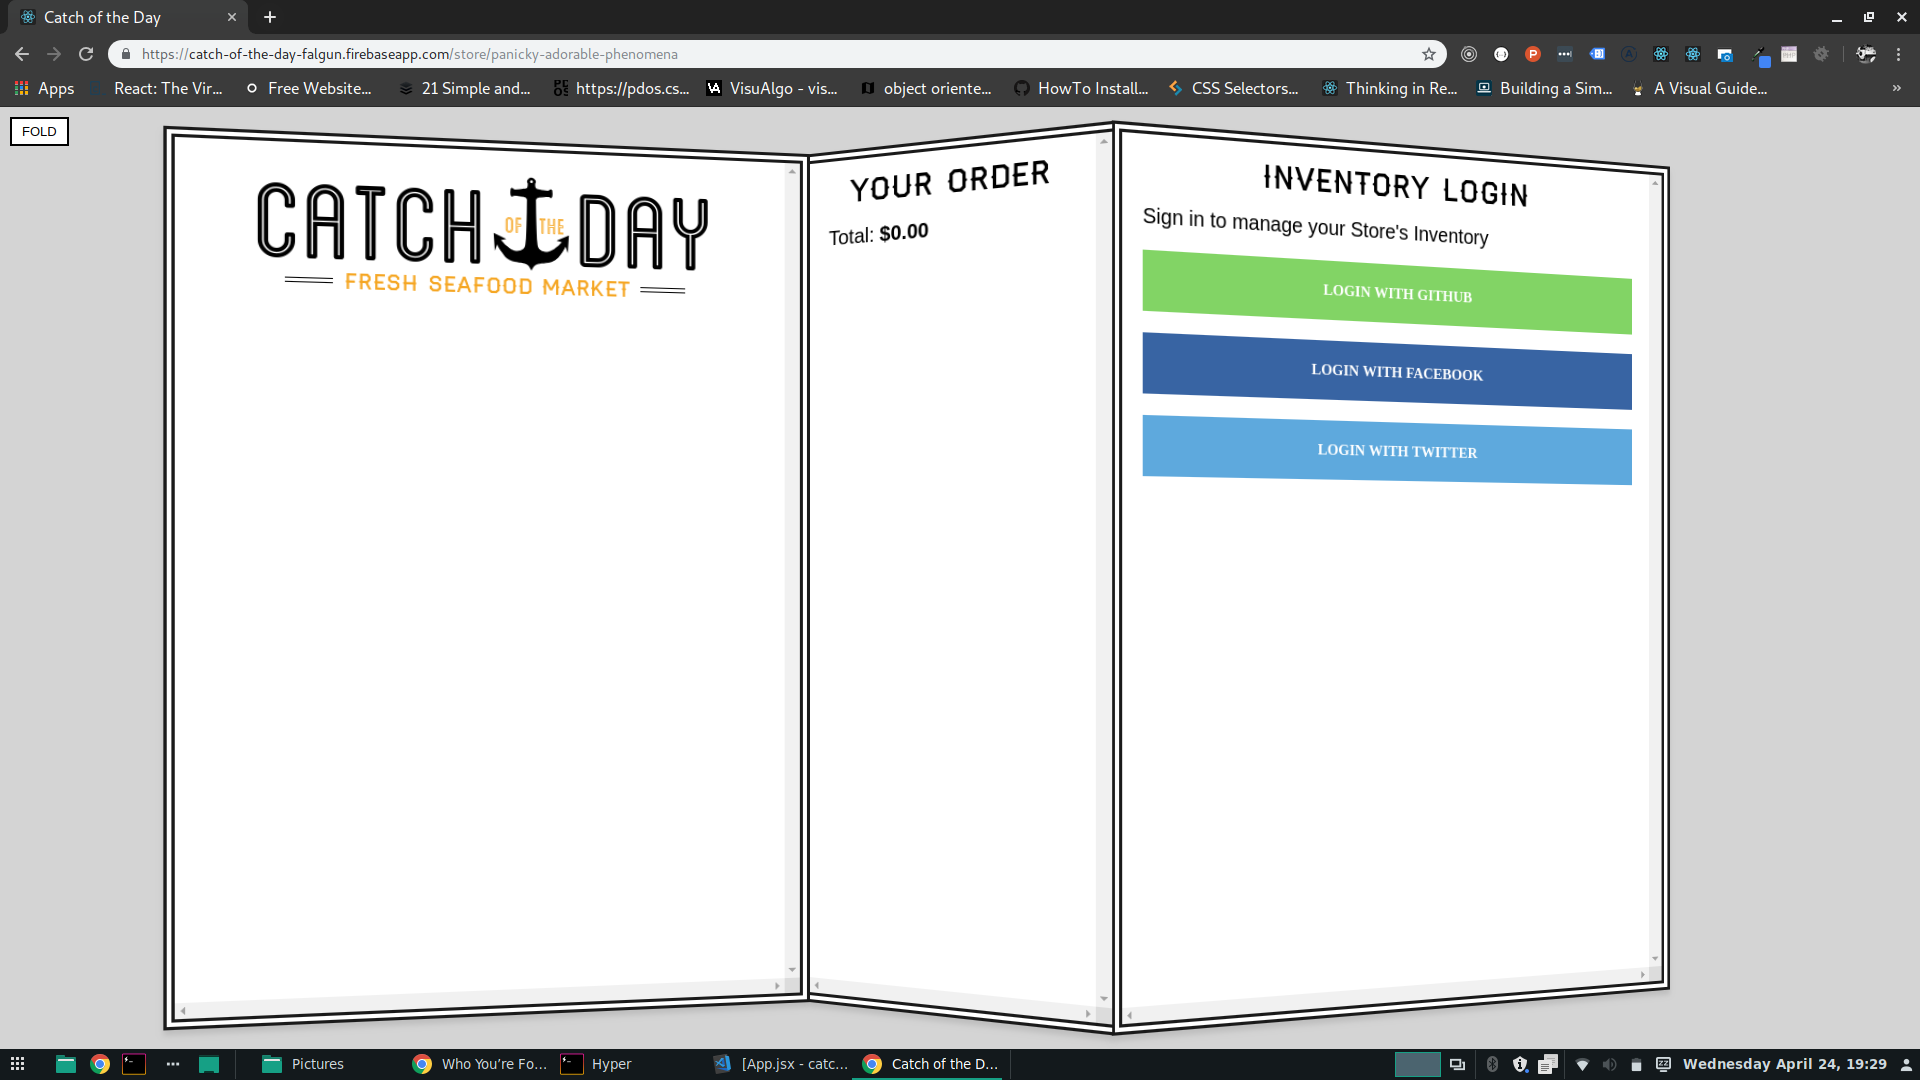 Catch of the Day
https://catch-of-the-day-falgun.firebaseapp.com/store/panicky-adorable-phenomena
Apps React: The Vir... Free Website... 21 Simple and... https://pdos.cs... VisuAlgo - vis... object oriente... HowTo Install... CSS Selectors... Thinking in Re... Building a Sim... A Visual Guide... »
FOLD
CATCH OF THE DAY
FRESH SEAFOOD MARKET
YOUR ORDER
Total: $0.00
INVENTORY LOGIN
Sign in to manage your Store's Inventory
LOGIN WITH GITHUB
LOGIN WITH FACEBOOK
LOGIN WITH TWITTER
Pictures Who You're Fo... Hyper [App.jsx - catc... Catch of the D... Wednesday April 24, 19:29